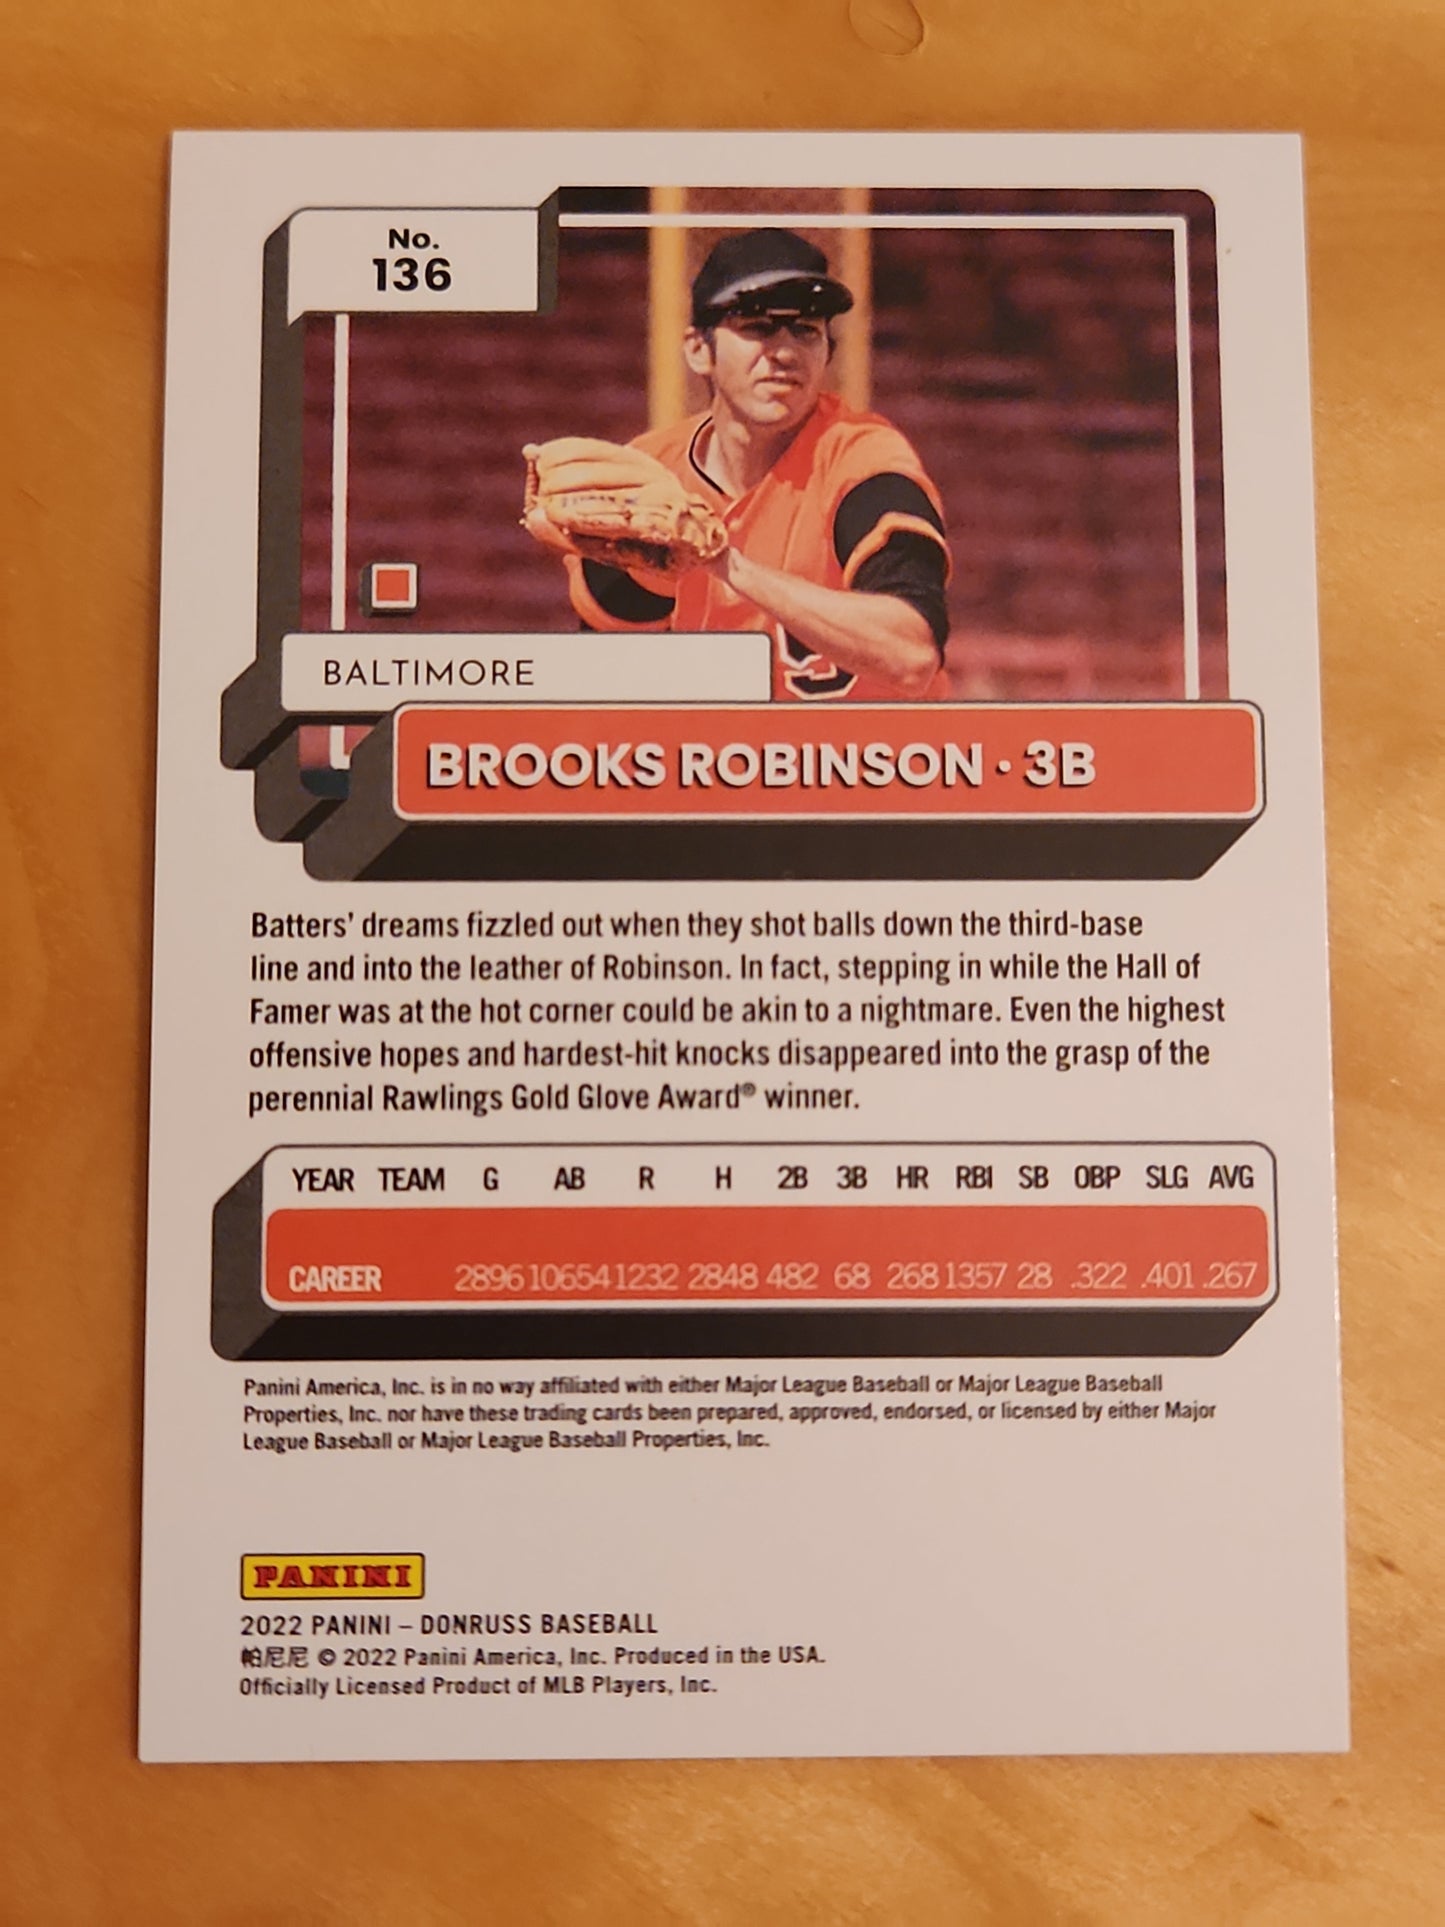 No.
136
BALTIMORE
BROOKS ROBINSON · 3B
Batters' dreams fizzled out when they shot balls down the third-base
line and into the leather of Robinson. In fact, stepping in while the Hall of
Famer was at the hot corner could be akin to a nightmare. Even the highest
offensive hopes and hardest-hit knocks disappeared into the grasp of the
perennial Rawlings Gold Glove Award® winner.
YEAR TEAM G AB R H 2B 3B HR RBI SB OBP SLG AVG
CAREER 2896 10654 1232 2848 482 68 268 1357 28 .322 .401 .267
Panini America, Inc. is in no way affiliated with either Major League Baseball or Major League Baseball
Properties, Inc. nor have these trading cards been prepared, approved, endorsed, or licensed by either Major
League Baseball or Major League Baseball Properties, Inc.
PANINI
2022 PANINI – DONRUSS BASEBALL
帕尼尼 © 2022 Panini America, Inc. Produced in the USA.
Officially Licensed Product of MLB Players, Inc.